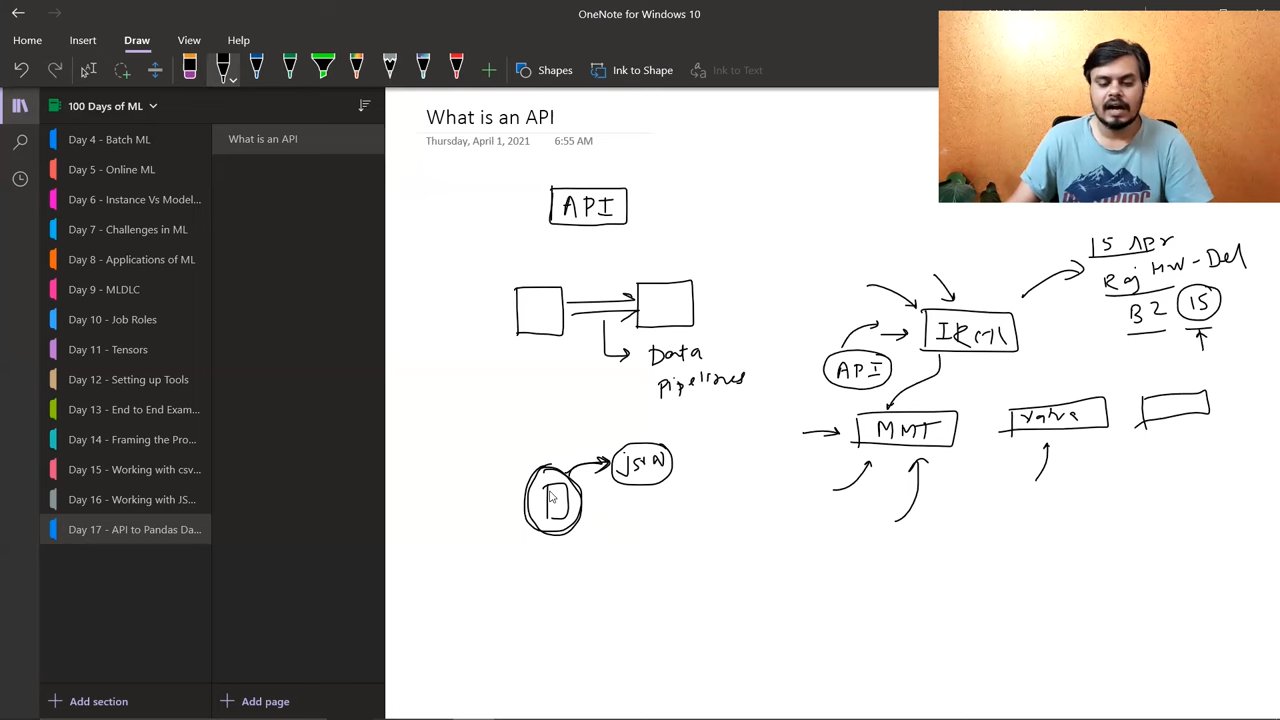 OneNote for Windows 10
Home
Insert
Draw
View
Help
Shapes
Ink to Shape
Ink to Text
100 Days of ML
Day 4 - Batch ML
Day 5 - Online ML
Day 6 - Instance Vs Model...
Day 7 - Challenges in ML
Day 8 - Applications of ML
Day 9 - MLDLC
Day 10 - Job Roles
Day 11 - Tensors
Day 12 - Setting up Tools
Day 13 - End to End Exam...
Day 14 - Framing the Pro...
Day 15 - Working with csv...
Day 16 - Working with JS...
Day 17 - API to Pandas Da...
Add section
What is an API
Add page
What is an API
Thursday, April 1, 2021
6:55 AM
API
Data
pipelines
json
D
15 Apr
Raj HW - Del
B2 15
API
MMT
yatra